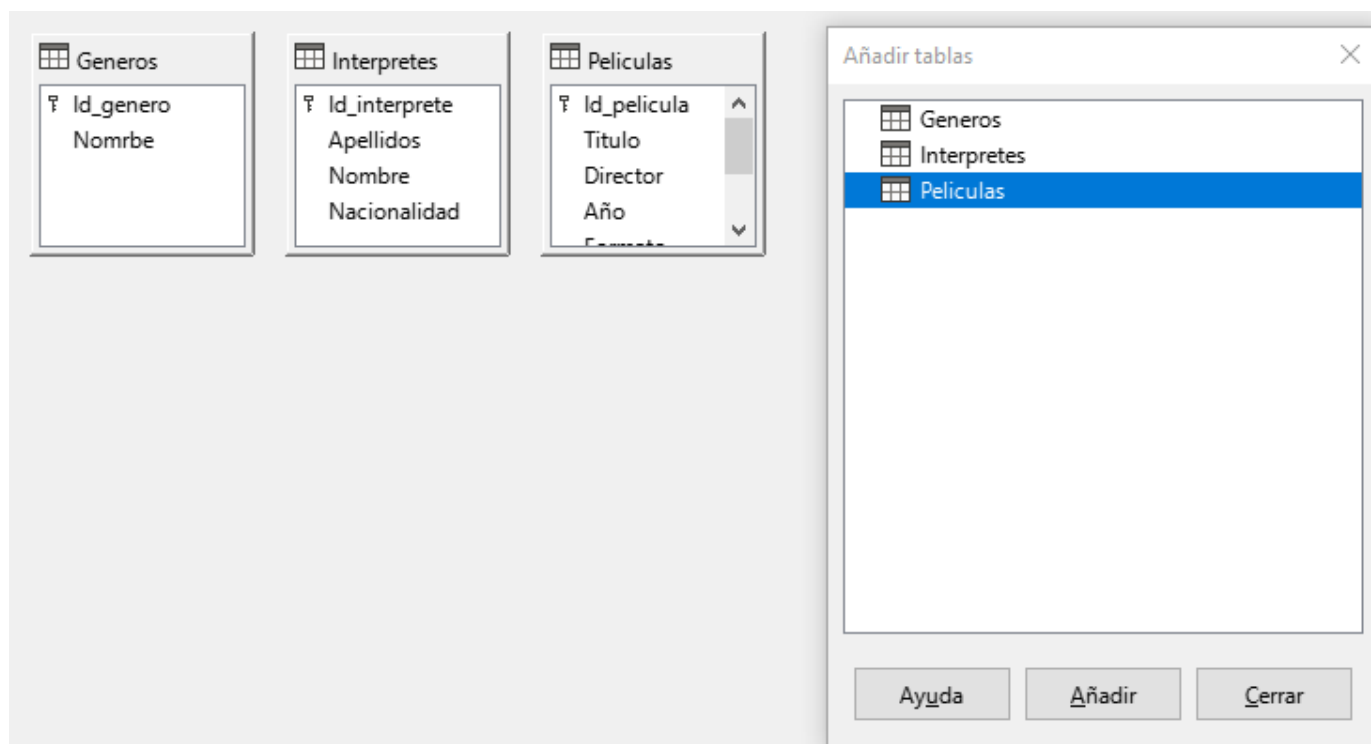 Generos
Id_genero
Nomrbe
Interpretes
Id_interprete
Apellidos
Nombre
Nacionalidad
Peliculas
Id_pelicula
Titulo
Director
Año
Formato
Añadir tablas
Generos
Interpretes
Peliculas
Ayuda
Añadir
Cerrar